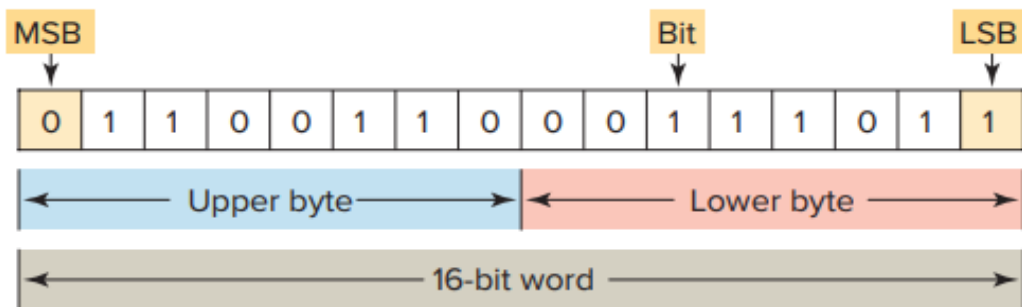 MSB Bit LSB
0 1 1 0 0 1 1 0 0 0 1 1 1 0 1 1
Upper byte Lower byte
16-bit word